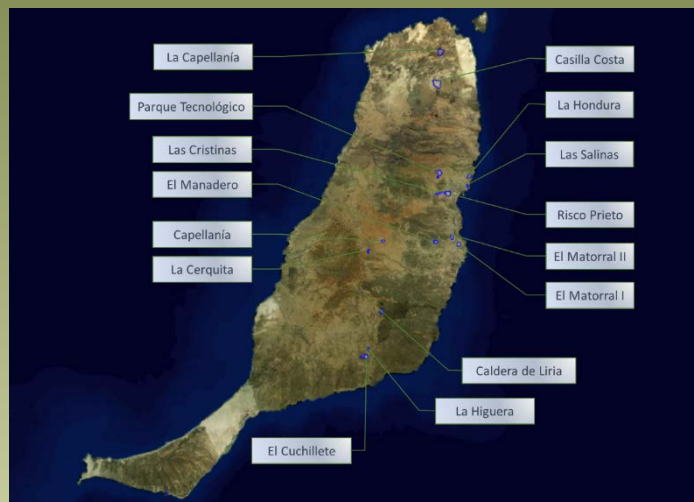 La Capellanía
Parque Tecnológico
Las Cristinas
El Manadero
Capellanía
La Cerquita
Casilla Costa
La Hondura
Las Salinas
Risco Prieto
El Matorral II
El Matorral I
Caldera de Liria
La Higuera
El Cuchillete